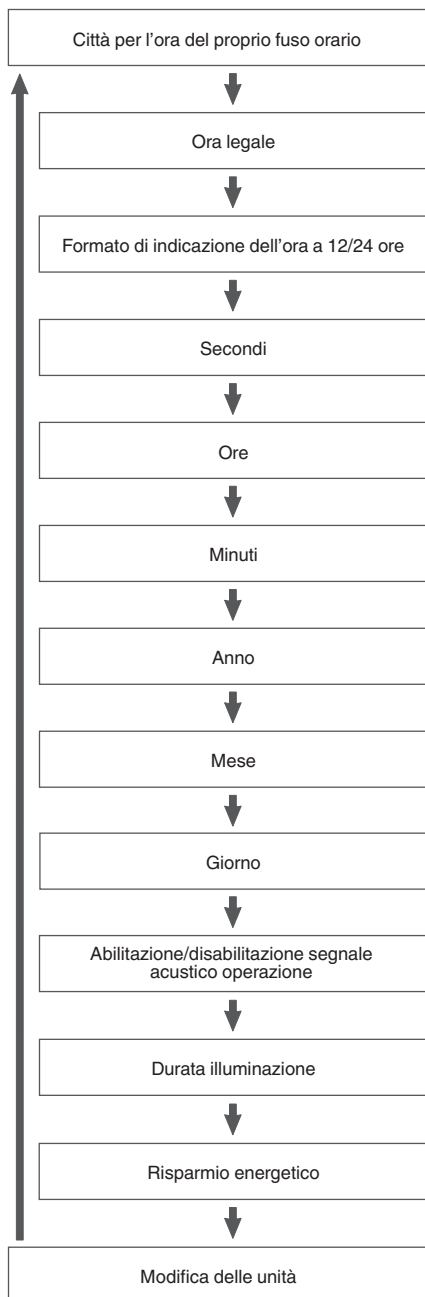 Città per l'ora del proprio fuso orario
Ora legale
Formato di indicazione dell'ora a 12/24 ore
Secondi
Ore
Minuti
Anno
Mese
Giorno
Abilitazione/disabilitazione segnale
acustico operazione
Durata illuminazione
Risparmio energetico
Modifica delle unità